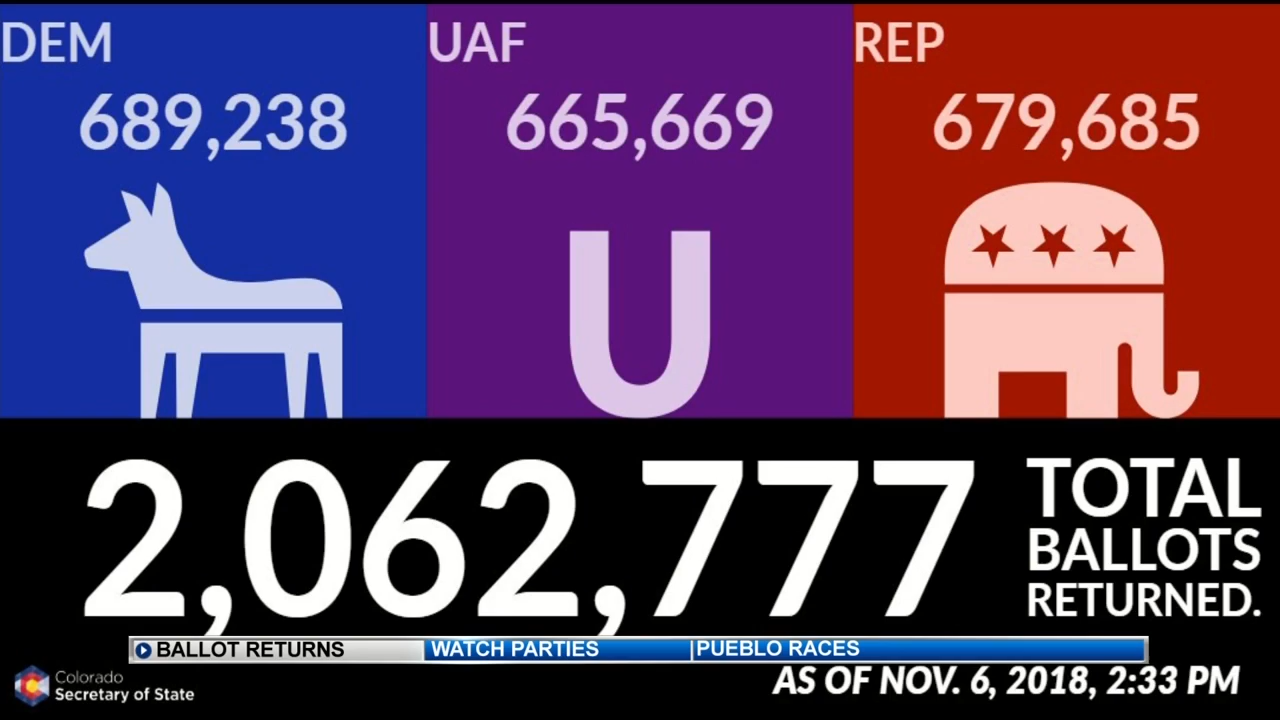 DEM
UAF
REP
689,238
665,669
679,685
U
2,062,777
TOTAL
BALLOTS
RETURNED.
BALLOT RETURNS
WATCH PARTIES
PUEBLO RACES
Colorado
Secretary of State
AS OF NOV. 6, 2018, 2:33 PM